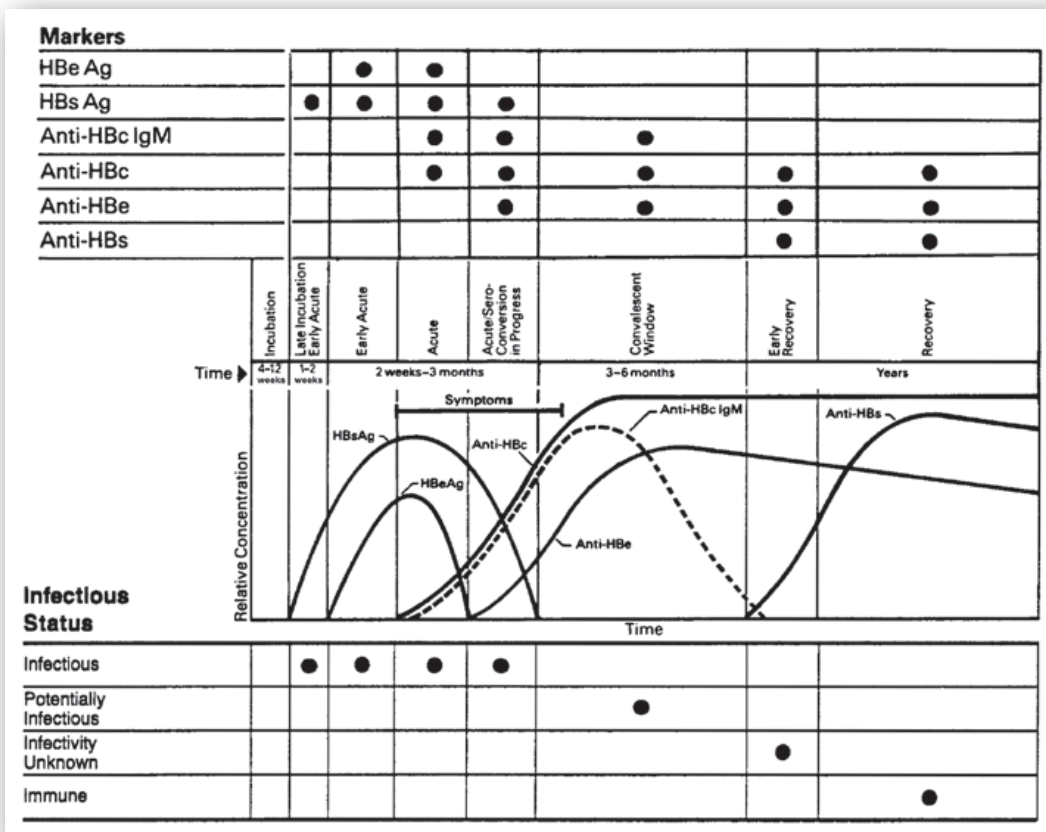 Markers
HBe Ag
HBs Ag
Anti-HBc IgM
Anti-HBc
Anti-HBe
Anti-HBs
Incubation
Late Incubation
Early Acute
Early Acute
Acute
Acute/Sero-
Conversion
in Progress
Convalescent
Window
Early
Recovery
Recovery
Time
4-12
weeks
1-2
weeks
2 weeks-3 months
3-6 months
Years
Symptoms
HBsAg
HBeAg
Anti-HBc
Anti-HBc IgM
Anti-HBe
Anti-HBs
Relative Concentration
Time
Infectious
Status
Infectious
Potentially
Infectious
Infectivity
Unknown
Immune